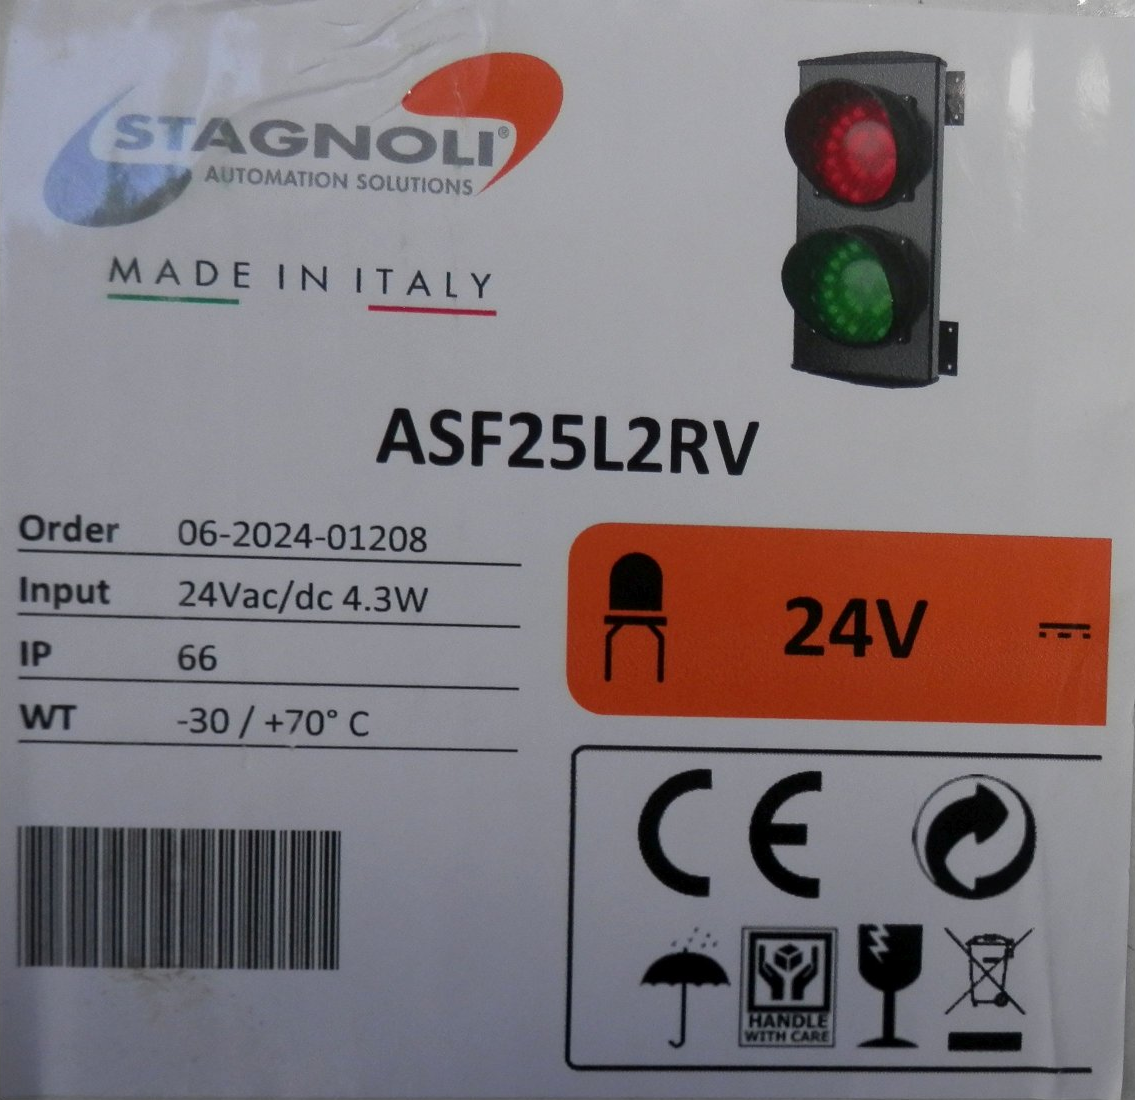 STAGNOLI®
AUTOMATION SOLUTIONS
MADE IN ITALY
ASF25L2RV
Order 06-2024-01208
Input 24Vac/dc 4.3W
IP 66
WT -30 / +70° C
24V
CE
HANDLE
WITH CARE